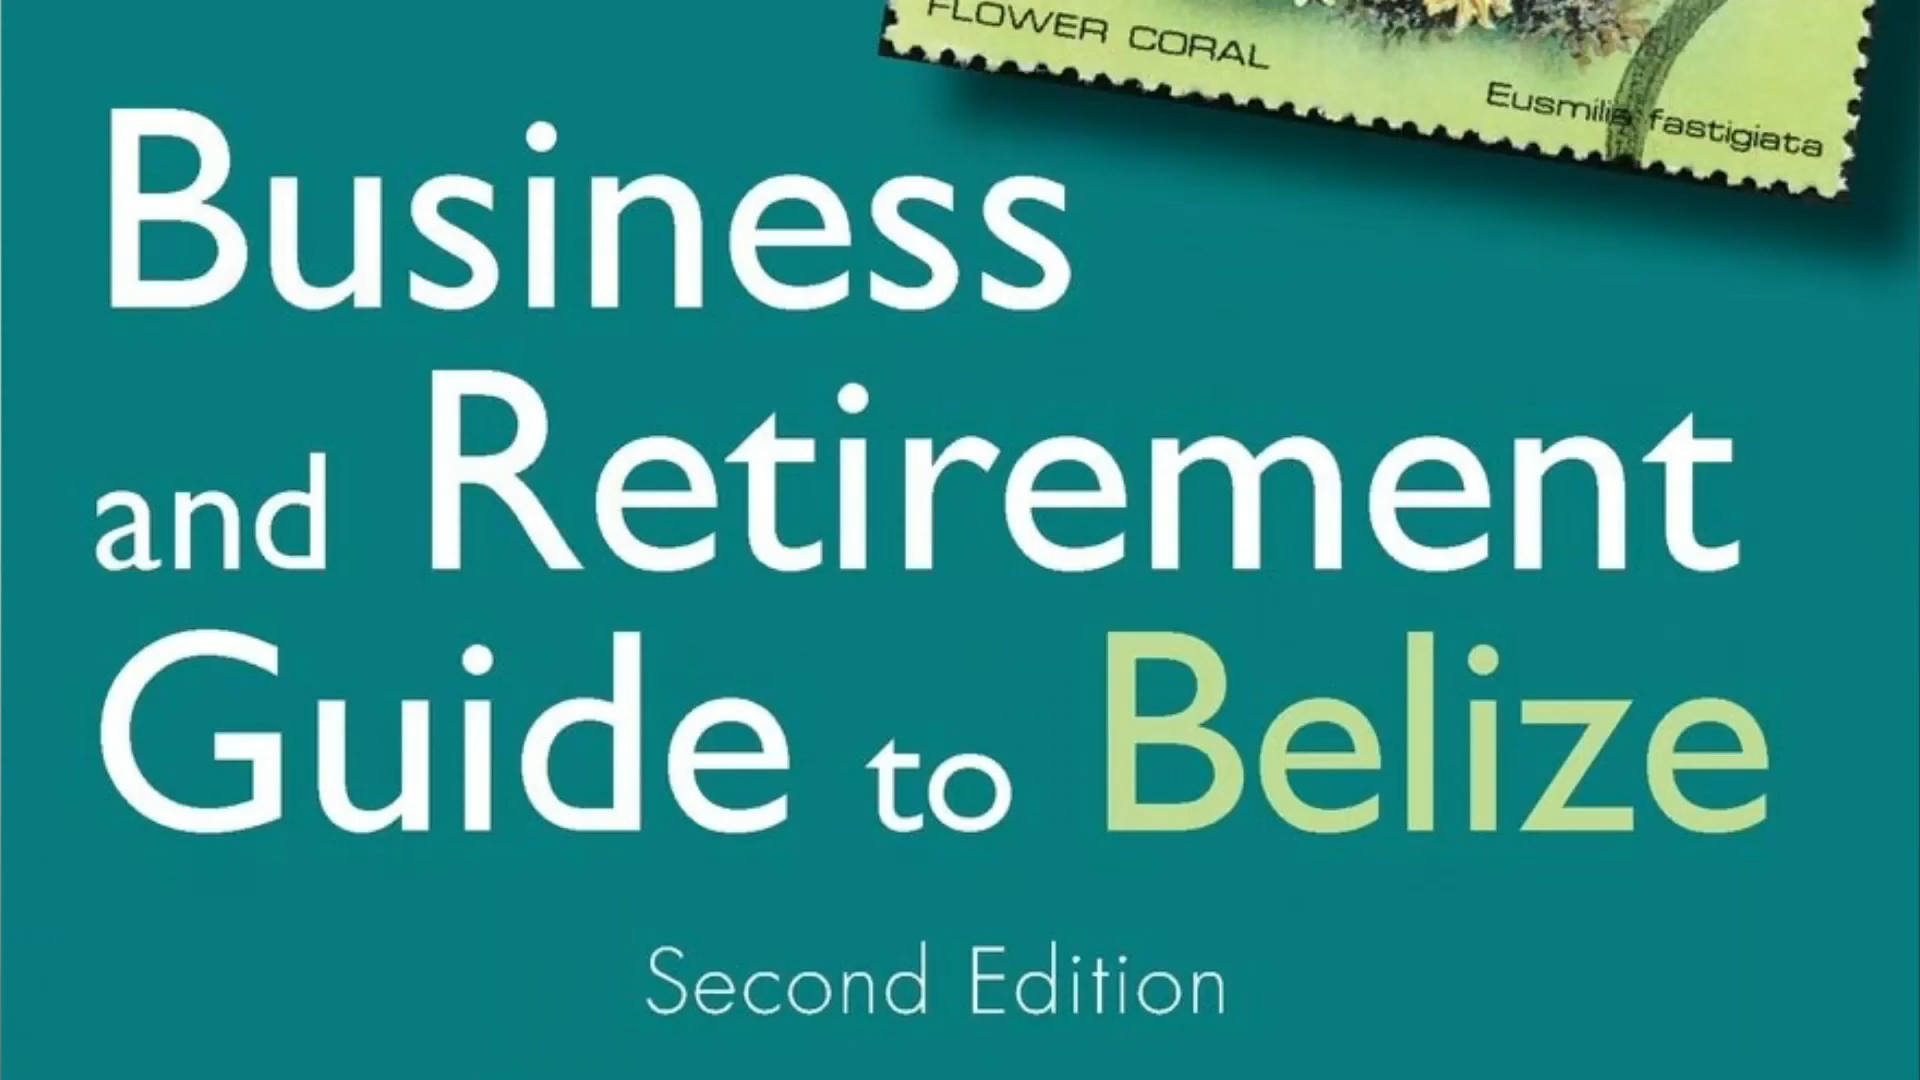 FLOWER CORAL
Eusmilia fastigiata
Business
and Retirement
Guide to Belize
Second Edition